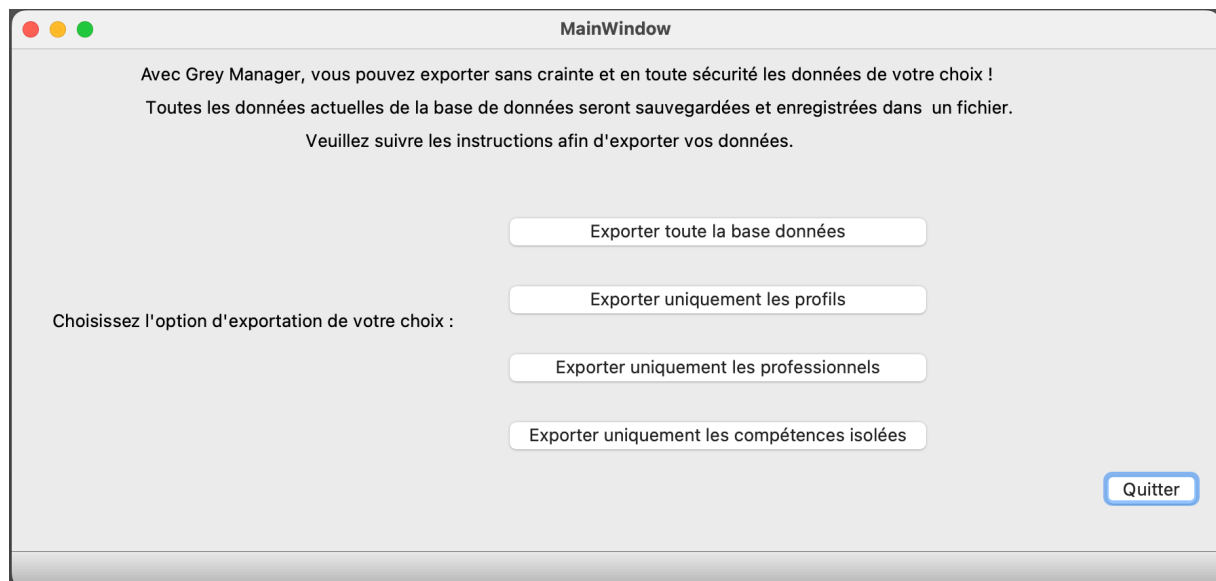 MainWindow
Avec Grey Manager, vous pouvez exporter sans crainte et en toute sécurité les données de votre choix !
Toutes les données actuelles de la base de données seront sauvegardées et enregistrées dans  un fichier.
Veuillez suivre les instructions afin d'exporter vos données.
Exporter toute la base données
Exporter uniquement les profils
Choisissez l'option d'exportation de votre choix :
Exporter uniquement les professionnels
Exporter uniquement les compétences isolées
Quitter